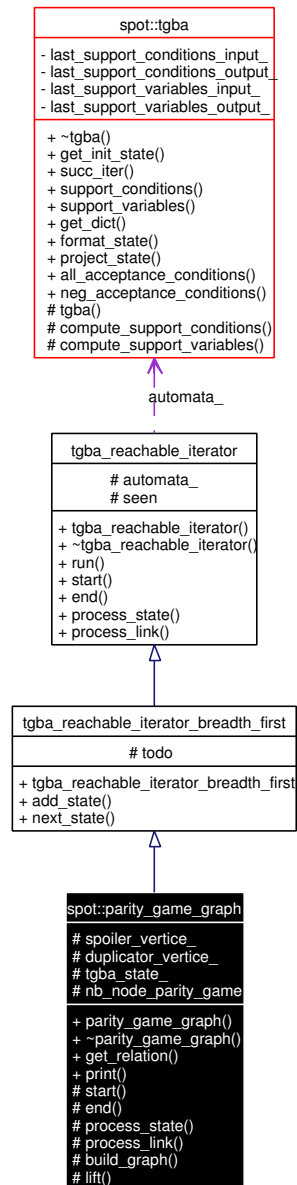 spot::tgba
- last_support_conditions_input_
- last_support_conditions_output_
- last_support_variables_input_
- last_support_variables_output_
+ ~tgba()
+ get_init_state()
+ succ_iter()
+ support_conditions()
+ support_variables()
+ get_dict()
+ format_state()
+ project_state()
+ all_acceptance_conditions()
+ neg_acceptance_conditions()
# tgba()
# compute_support_conditions()
# compute_support_variables()
automata_
tgba_reachable_iterator
# automata_
# seen
+ tgba_reachable_iterator()
+ ~tgba_reachable_iterator()
+ run()
+ start()
+ end()
+ process_state()
+ process_link()
tgba_reachable_iterator_breadth_first
# todo
+ tgba_reachable_iterator_breadth_first
+ add_state()
+ next_state()
spot::parity_game_graph
# spoiler_vertice_
# duplicator_vertice_
# tgba_state_
# nb_node_parity_game
+ parity_game_graph()
+ ~parity_game_graph()
+ get_relation()
+ print()
# start()
# end()
# process_state()
# process_link()
# build_graph()
# lift()